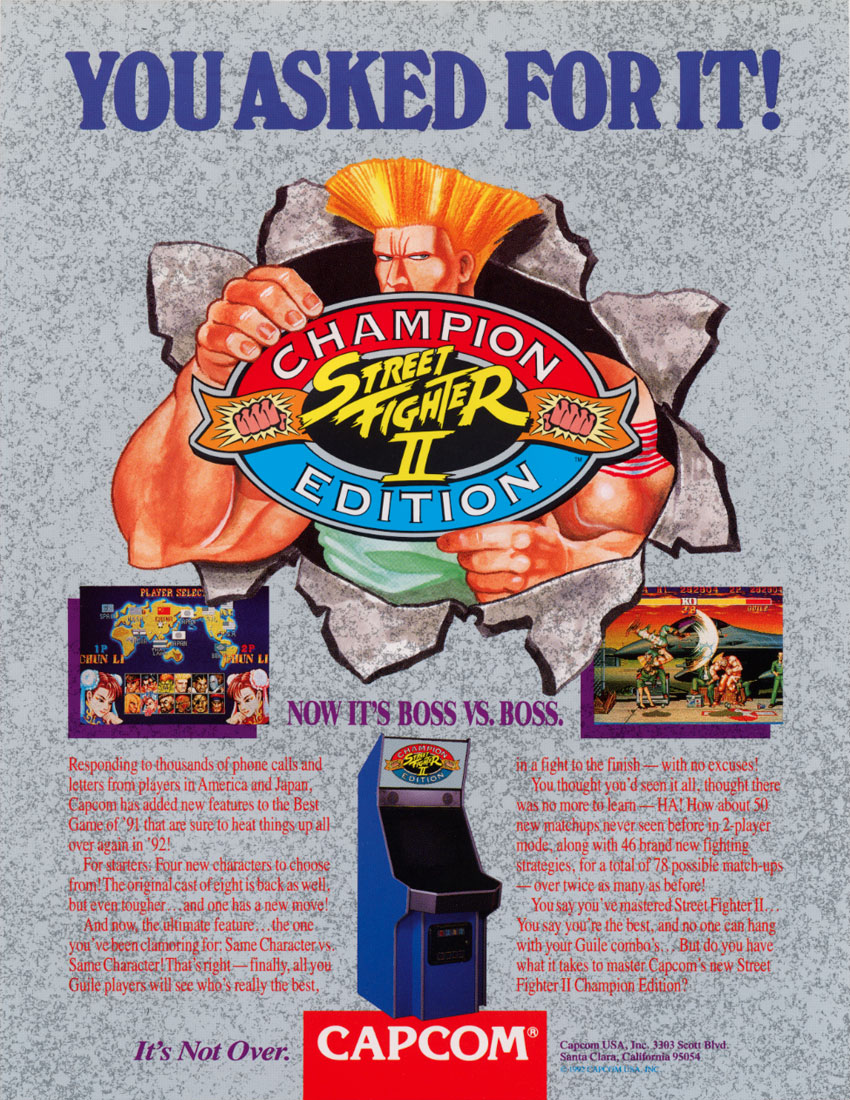 YOU ASKED FOR IT!
CHAMPION
STREET
FIGHTER
II
EDITION
TM
PLAYER SELECT
1P
2P
CHUN LI
CHUN LI
KO
GUILE
NOW IT'S BOSS VS. BOSS.
Responding to thousands of phone calls and
letters from players in America and Japan,
Capcom has added new features to the Best
Game of '91 that are sure to heat things up all
over again in '92!
For starters: Four new characters to choose
from! The original cast of eight is back as well,
but even tougher...and one has a new move!
And now, the ultimate feature...the one
you've been clamoring for: Same Character vs.
Same Character! That's right — finally, all you
Guile players will see who's really the best,
CHAMPION
STREET
FIGHTER
II
EDITION
in a fight to the finish — with no excuses!
You thought you'd seen it all, thought there
was no more to learn — HA! How about 50
new matchups never seen before in 2-player
mode, along with 46 brand new fighting
strategies, for a total of 78 possible match-ups
— over twice as many as before!
You say you've mastered Street Fighter II...
You say you're the best, and no one can hang
with your Guile combo's...But do you have
what it takes to master Capcom's new Street
Fighter II Champion Edition?
It's Not Over.
CAPCOM®
Capcom USA, Inc. 3303 Scott Blvd.
Santa Clara, California 95054
CAPCOM USA, INC.